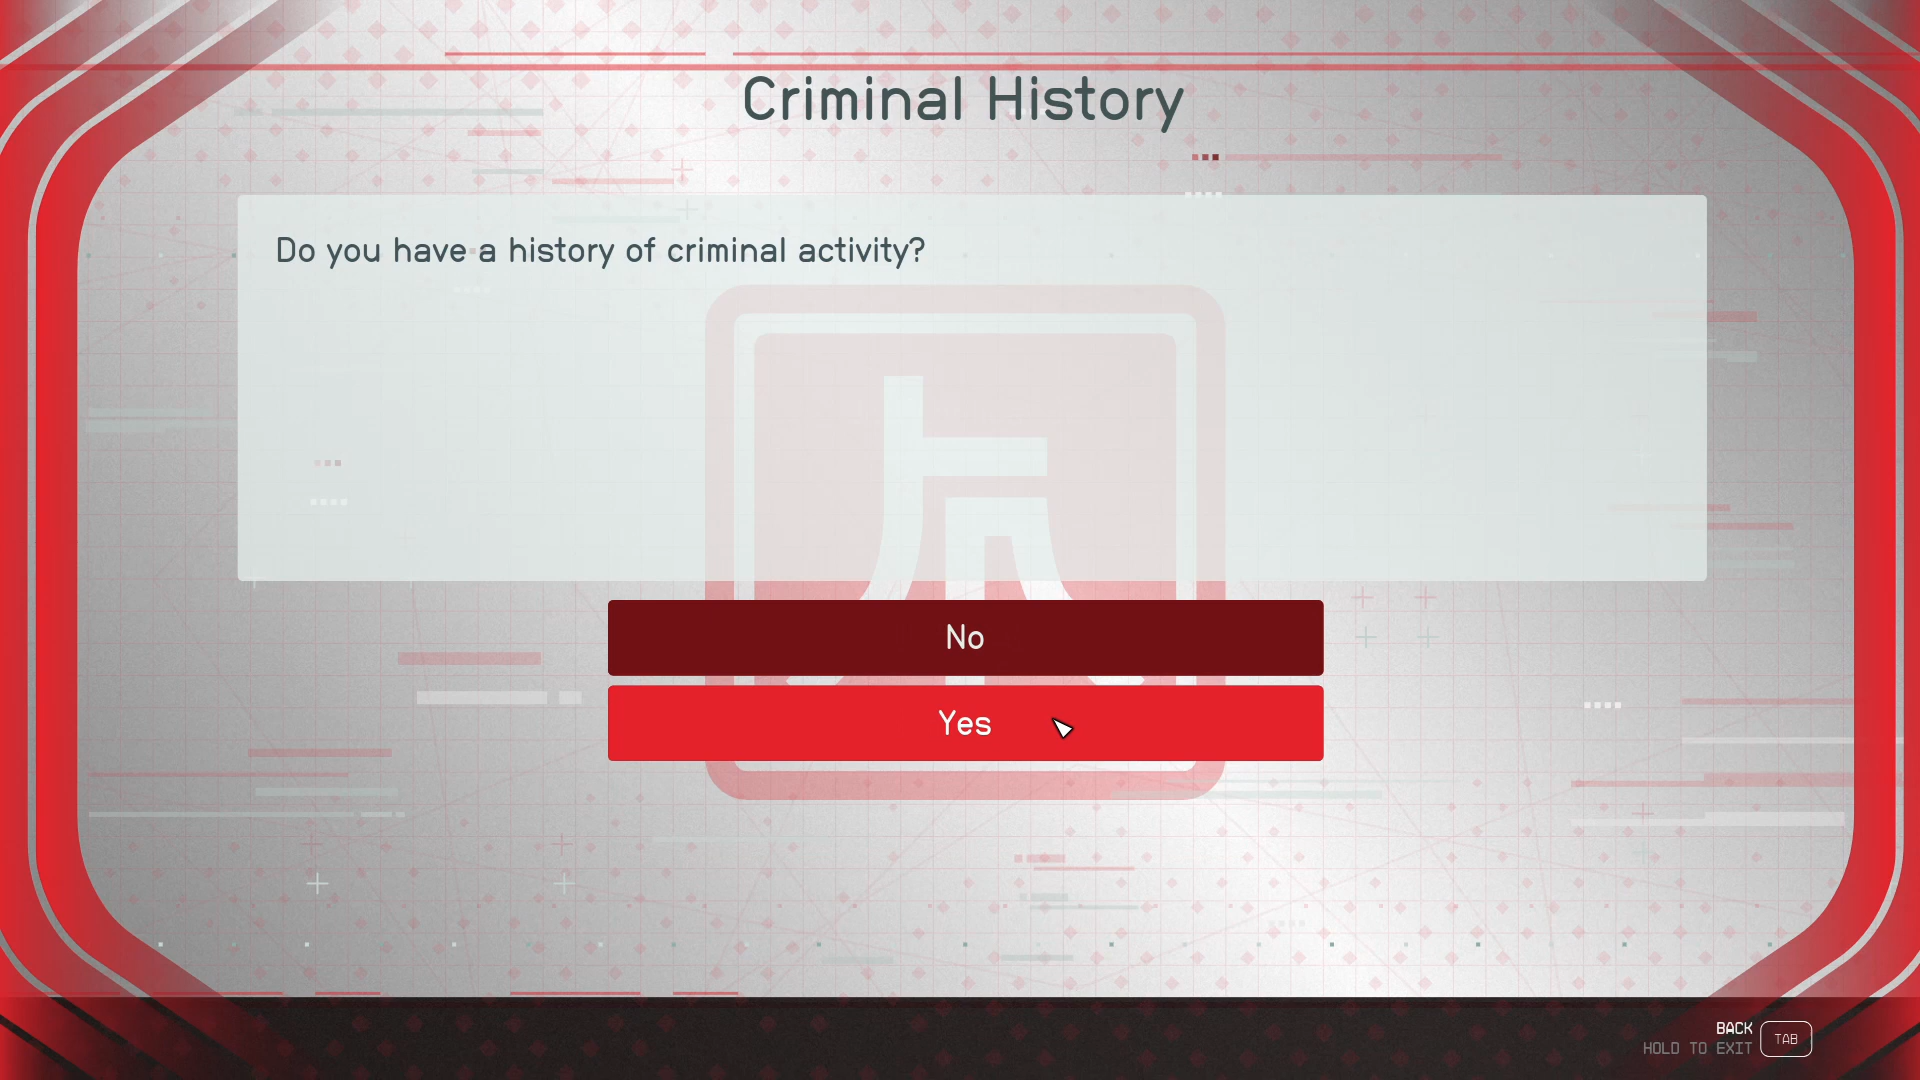 Criminal History
Do you have a history of criminal activity?
No
Yes
BACK
HOLD TO EXIT
TAB